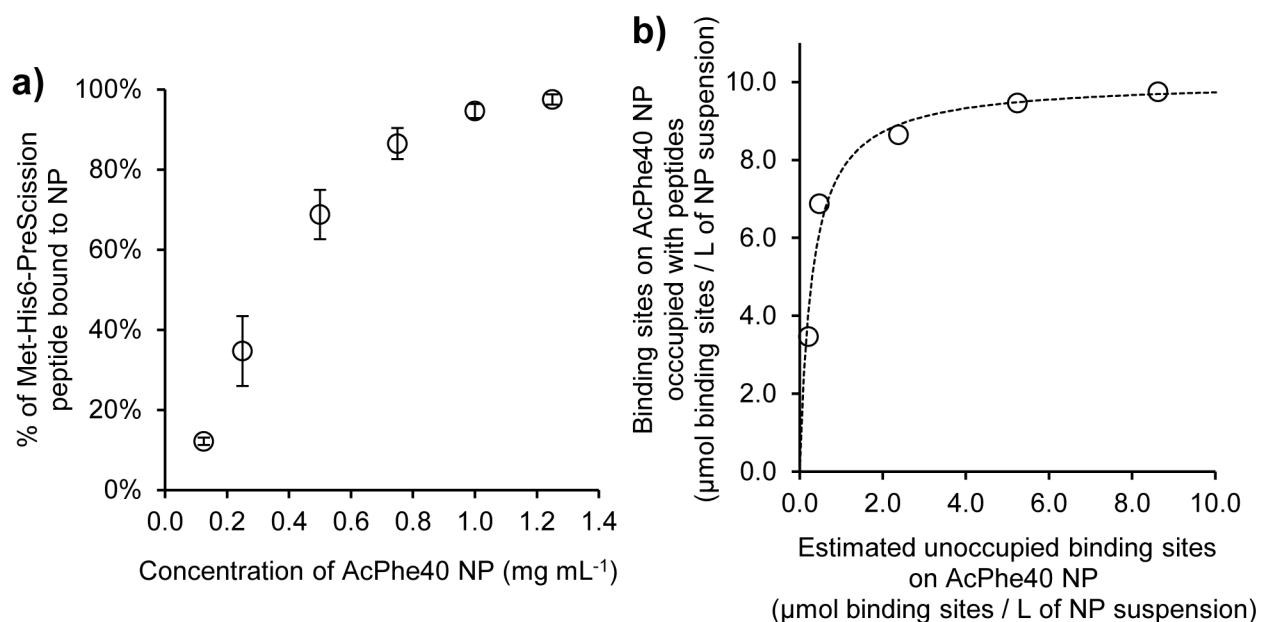 a)
% of Met-His6-PreScission
peptide bound to NP
100%
80%
60%
40%
20%
0%
0.0 0.2 0.4 0.6 0.8 1.0 1.2 1.4
Concentration of AcPhe40 NP (mg mL-1)
b)
Binding sites on AcPhe40 NP
occcupied with peptides
(µmol binding sites / L of NP suspension)
10.0
8.0
6.0
4.0
2.0
0.0
0.0 2.0 4.0 6.0 8.0 10.0
Estimated unoccupied binding sites
on AcPhe40 NP
(µmol binding sites / L of NP suspension)